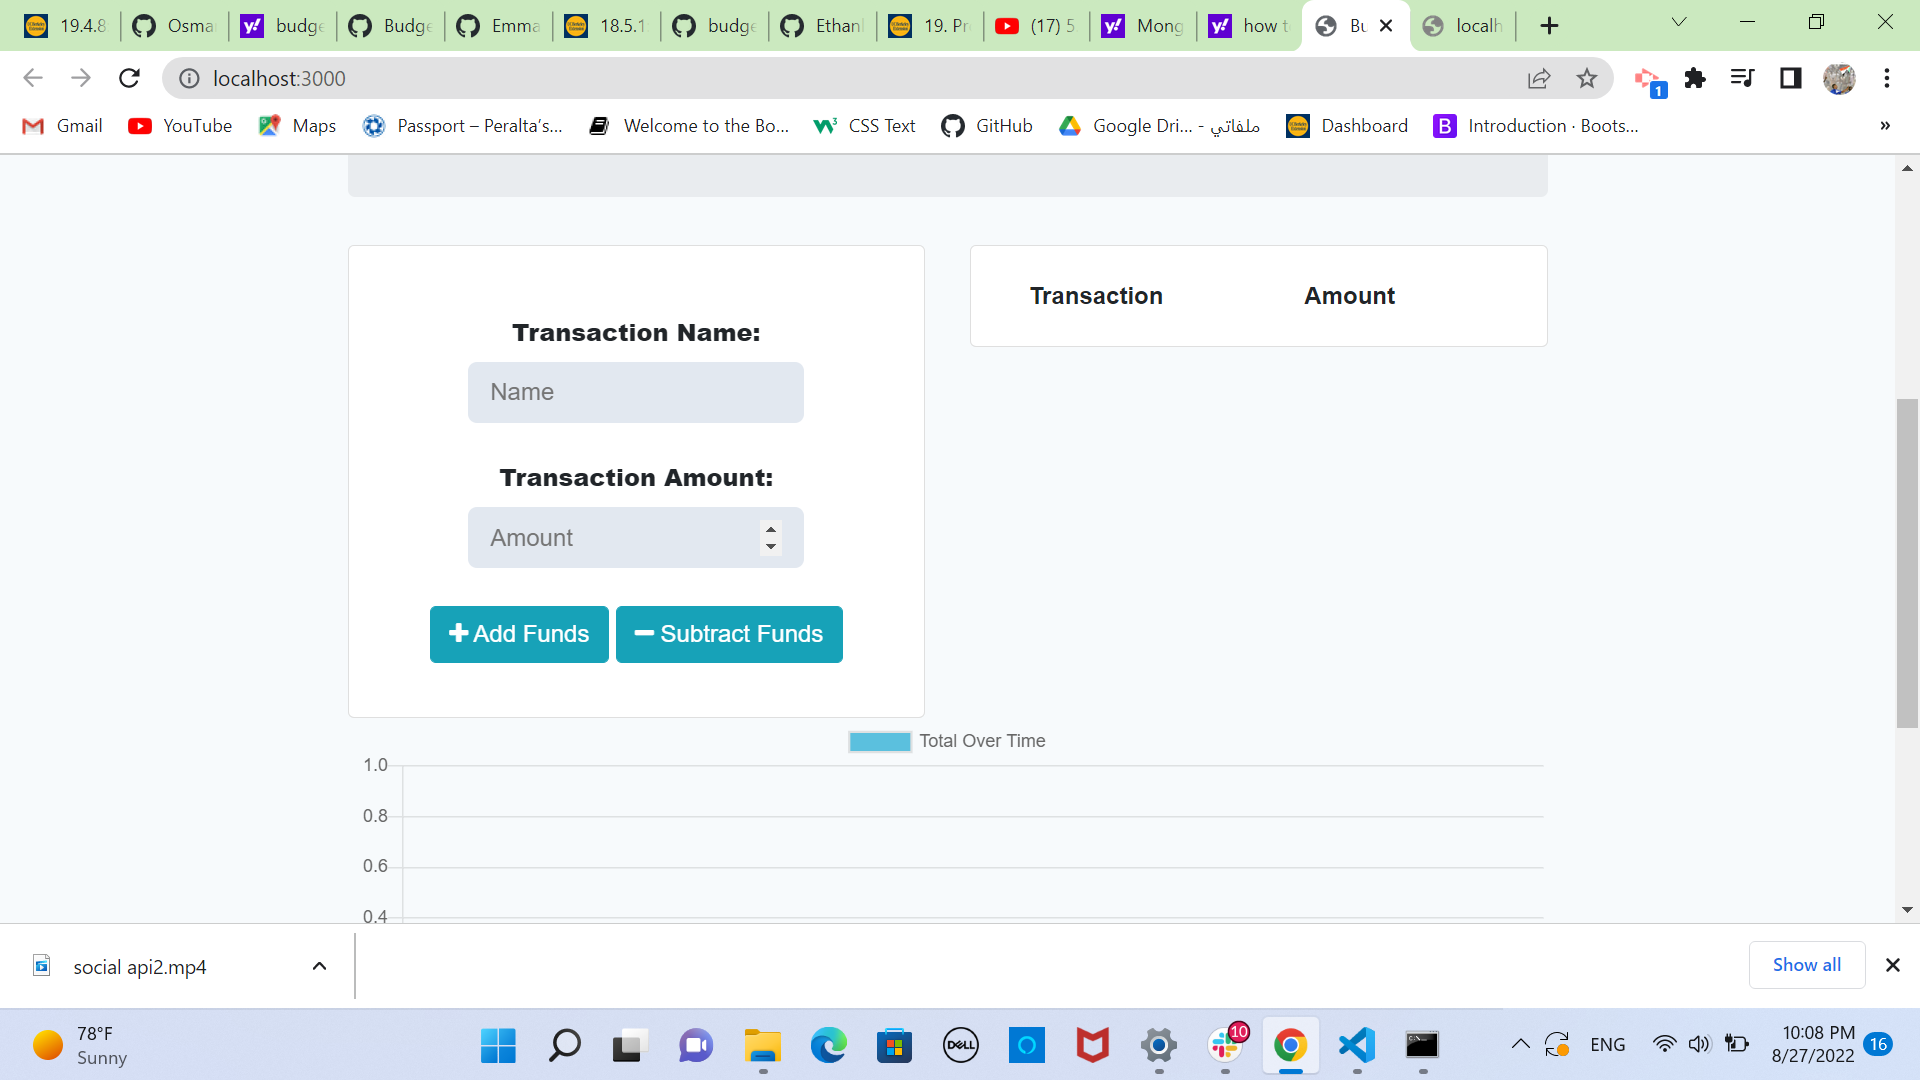 19.4.8
Osma
budge
Budge
Emma
18.5.1
budge
Ethanl
19. Pr
(17) 5
Mong
how to
Bu
localh
localhost:3000
1
Gmail
YouTube
Maps
Passport – Peralta's...
Welcome to the Bo...
CSS Text
GitHub
Google Dri... - ملفاتي
Dashboard
B
Introduction · Boots...
»
Transaction Name:
Name
Transaction Amount:
Amount
Add Funds
Subtract Funds
Transaction
Amount
Total Over Time
1.0
0.8
0.6
0.4
social api2.mp4
Show all
78°F
Sunny
DELL
10
ENG
10:08 PM
8/27/2022
16